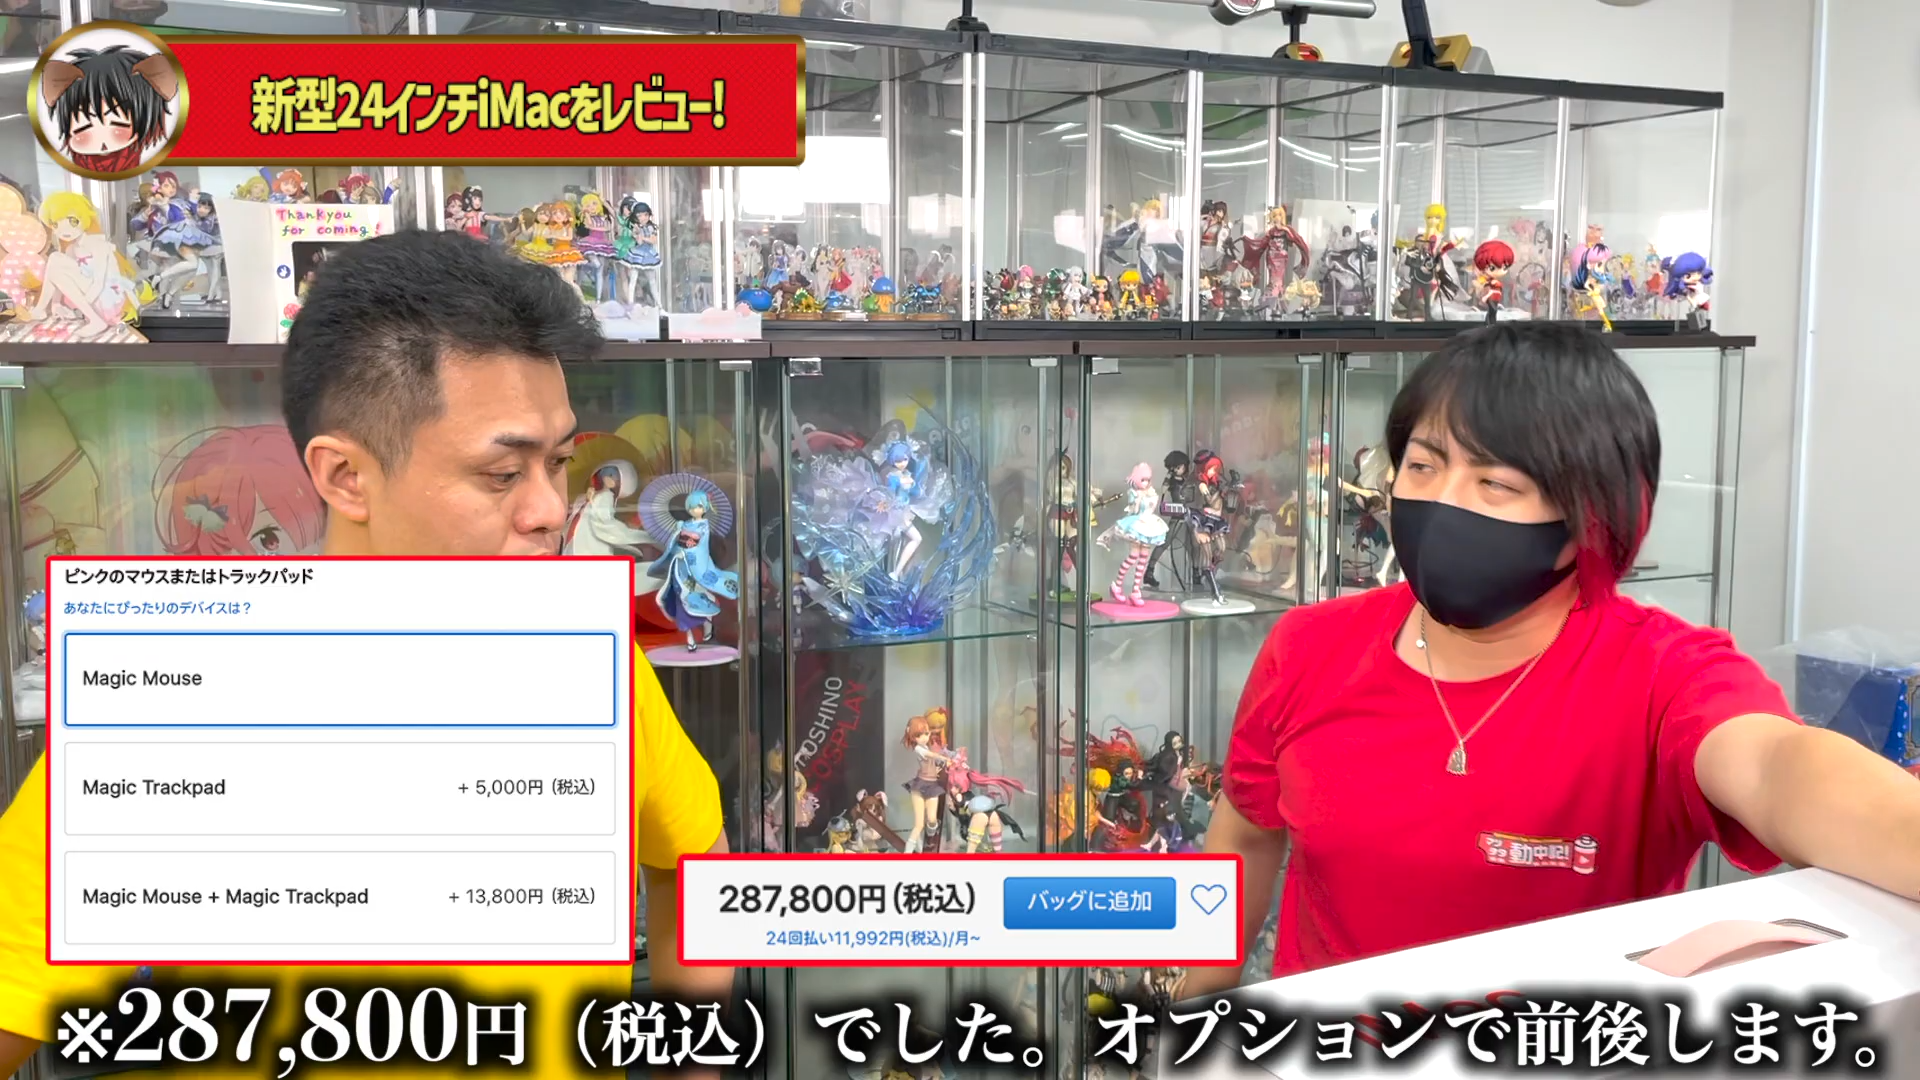 新型24インチiMacをレビュー!
Thankyou
for coming!
ピンクのマウスまたはトラックパッド
あなたにぴったりのデバイスは?
Magic Mouse
Magic Trackpad + 5,000円 (税込)
Magic Mouse + Magic Trackpad + 13,800円 (税込)
動中記!
287,800円(税込) バッグに追加
24回払い11,992円(税込)/月~
※287,800円(税込)でした。オプションで前後します。